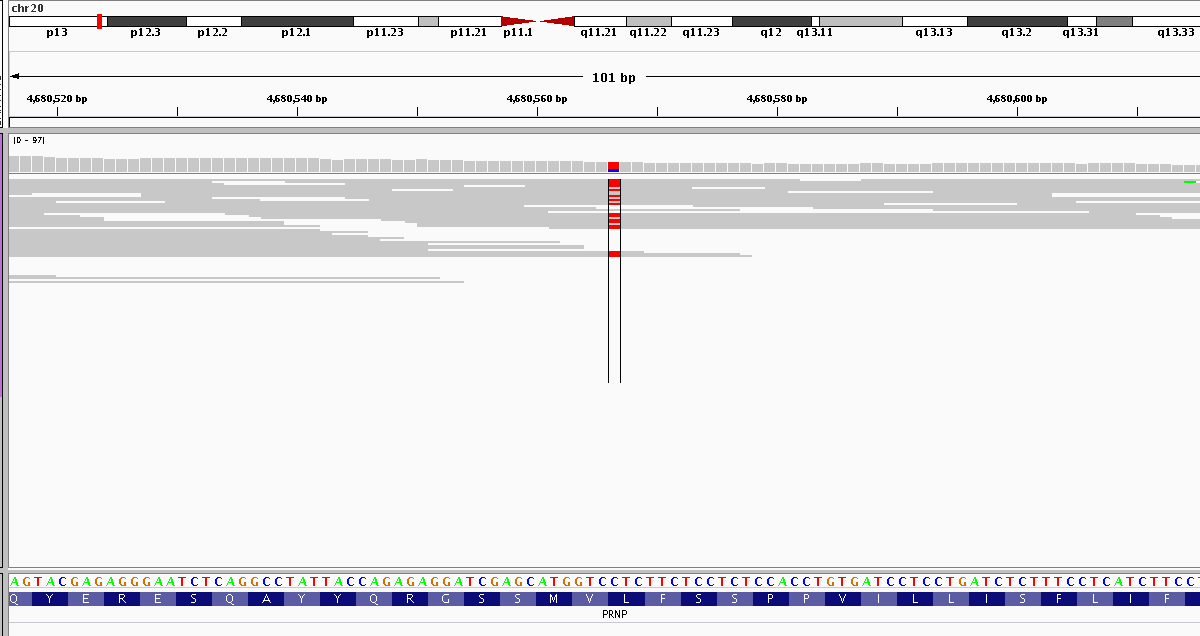 chr20
p13 p12.3 p12.2 p12.1 p11.23 p11.21 p11.1 q11.21 q11.22 q11.23 q12 q13.11 q13.13 q13.2 q13.31 q13.33
101 bp
4,680,520 bp 4,680,540 bp 4,680,560 bp 4,680,580 bp 4,680,600 bp
[0 - 97]
AGTACGAGAGGGAATCTCAGGCCTATTACCAGAGAGGATCGAGCATGGTCCTCTTCTCCTCTCCACCTGTGATCCTCCTGATCTCTTTCCTCATCTTCC
Q Y E R E S Q A Y Y Q R G S S M V L F S S P P V I L L I S F L I F
PRNP